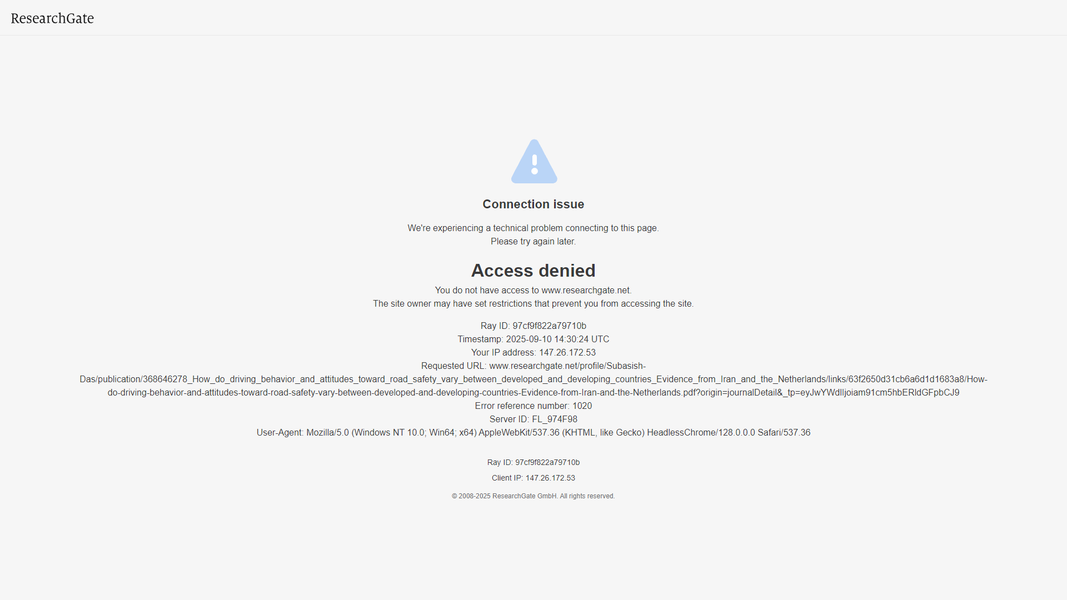 ResearchGate
Connection issue
We're experiencing a technical problem connecting to this page.
Please try again later.
Access denied
You do not have access to www.researchgate.net.
The site owner may have set restrictions that prevent you from accessing the site.
Ray ID: 97cf9f822a79710b
Timestamp: 2025-09-10 14:30:24 UTC
Your IP address: 147.26.172.53
Requested URL: www.researchgate.net/profile/Subasish-
Das/publication/368646278_How_do_driving_behavior_and_attitudes_toward_road_safety_vary_between_developed_and_developing_countries_Evidence_from_Iran_and_the_Netherlands/links/63f2650d31cb6a6d1d1683a8/How-
do-driving-behavior-and-attitudes-toward-road-safety-vary-between-developed-and-developing-countries-Evidence-from-Iran-and-the-Netherlands.pdf?origin=journalDetail&_tp=eyJwYWdlIjoiam91cm5hbERldGFpbCJ9
Error reference number: 1020
Server ID: FL_974F98
User-Agent: Mozilla/5.0 (Windows NT 10.0; Win64; x64) AppleWebKit/537.36 (KHTML, like Gecko) HeadlessChrome/128.0.0.0 Safari/537.36
Ray ID: 97cf9f822a79710b
Client IP: 147.26.172.53
© 2008-2025 ResearchGate GmbH. All rights reserved.